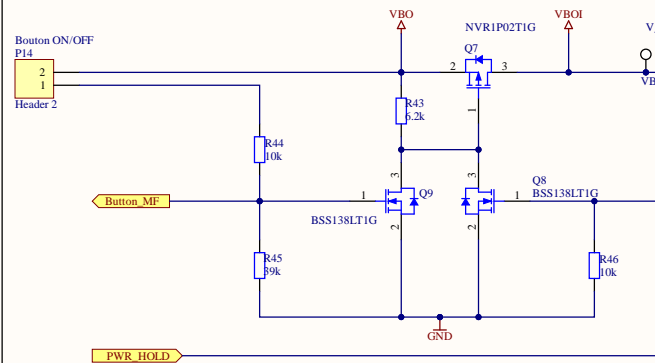 VBO
NVR1P02T1G
VBOI
Bouton ON/OFF
P14
Q7
2
1
2
3
Header 2
R43
6.2k
1
R44
10k
3
3
Q8
BSS138LT1G
Button_MF
1
Q9
1
BSS138LT1G
2
2
R45
39k
R46
10k
GND
PWR_HOLD